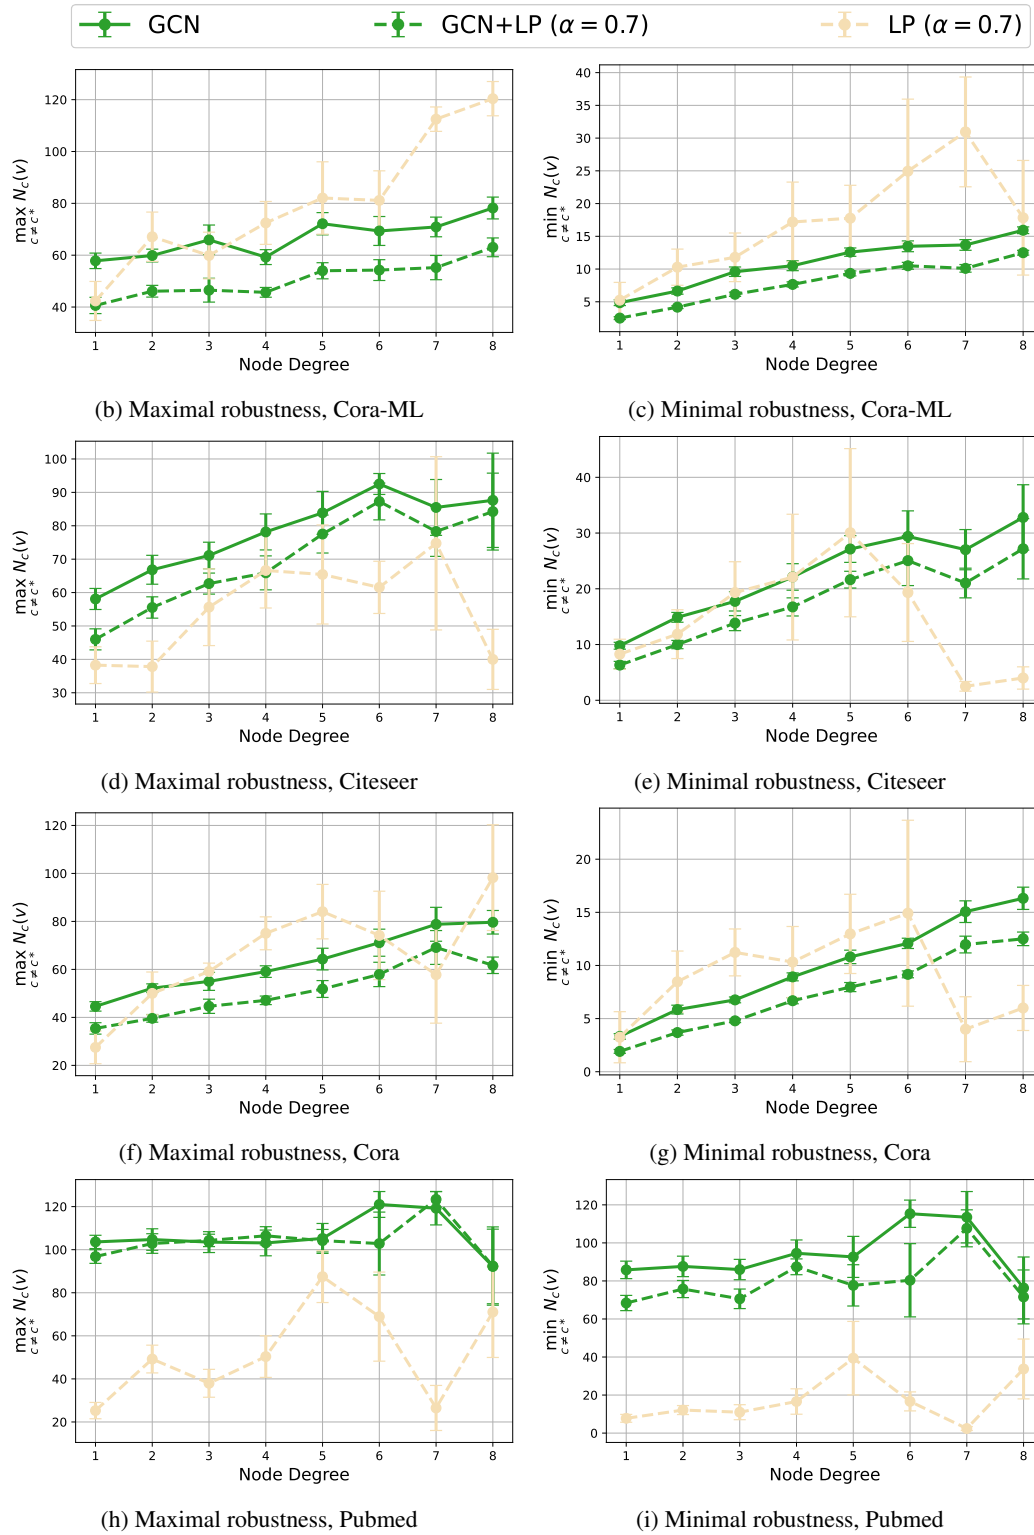 GCN GCN+LP (α = 0.7) LP (α = 0.7)
120
100
80
60
40
max N_c(v)
c≠c*
1 2 3 4 5 6 7 8
Node Degree
(b) Maximal robustness, Cora-ML
40
35
30
25
20
15
10
5
min N_c(v)
c≠c*
1 2 3 4 5 6 7 8
Node Degree
(c) Minimal robustness, Cora-ML
100
90
80
70
60
50
40
30
max N_c(v)
c≠c*
1 2 3 4 5 6 7 8
Node Degree
(d) Maximal robustness, Citeseer
40
30
20
10
0
min N_c(v)
c≠c*
1 2 3 4 5 6 7 8
Node Degree
(e) Minimal robustness, Citeseer
120
100
80
60
40
20
max N_c(v)
c≠c*
1 2 3 4 5 6 7 8
Node Degree
(f) Maximal robustness, Cora
20
15
10
5
0
min N_c(v)
c≠c*
1 2 3 4 5 6 7 8
Node Degree
(g) Minimal robustness, Cora
120
100
80
60
40
20
max N_c(v)
c≠c*
1 2 3 4 5 6 7 8
Node Degree
(h) Maximal robustness, Pubmed
120
100
80
60
40
20
0
min N_c(v)
c≠c*
1 2 3 4 5 6 7 8
Node Degree
(i) Minimal robustness, Pubmed